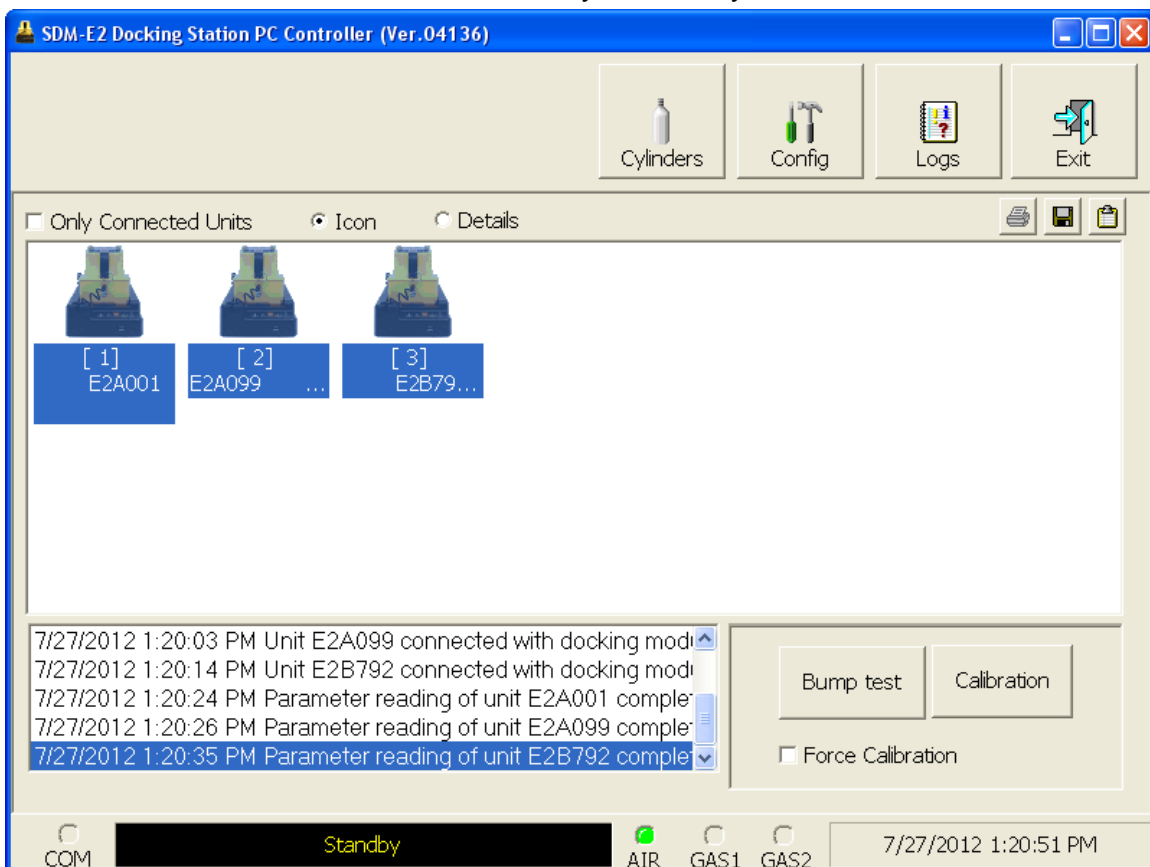 SDM-E2 Docking Station PC Controller (Ver.04136)
Cylinders Config Logs Exit
Only Connected Units Icon Details
[ 1] [ 2] [ 3]
E2A001 E2A099 ... E2B79...
7/27/2012 1:20:03 PM Unit E2A099 connected with docking modu
7/27/2012 1:20:14 PM Unit E2B792 connected with docking modu
7/27/2012 1:20:24 PM Parameter reading of unit E2A001 complet
7/27/2012 1:20:26 PM Parameter reading of unit E2A099 complet
7/27/2012 1:20:35 PM Parameter reading of unit E2B792 complet
Bump test Calibration
Force Calibration
COM Standby AIR GAS1 GAS2 7/27/2012 1:20:51 PM